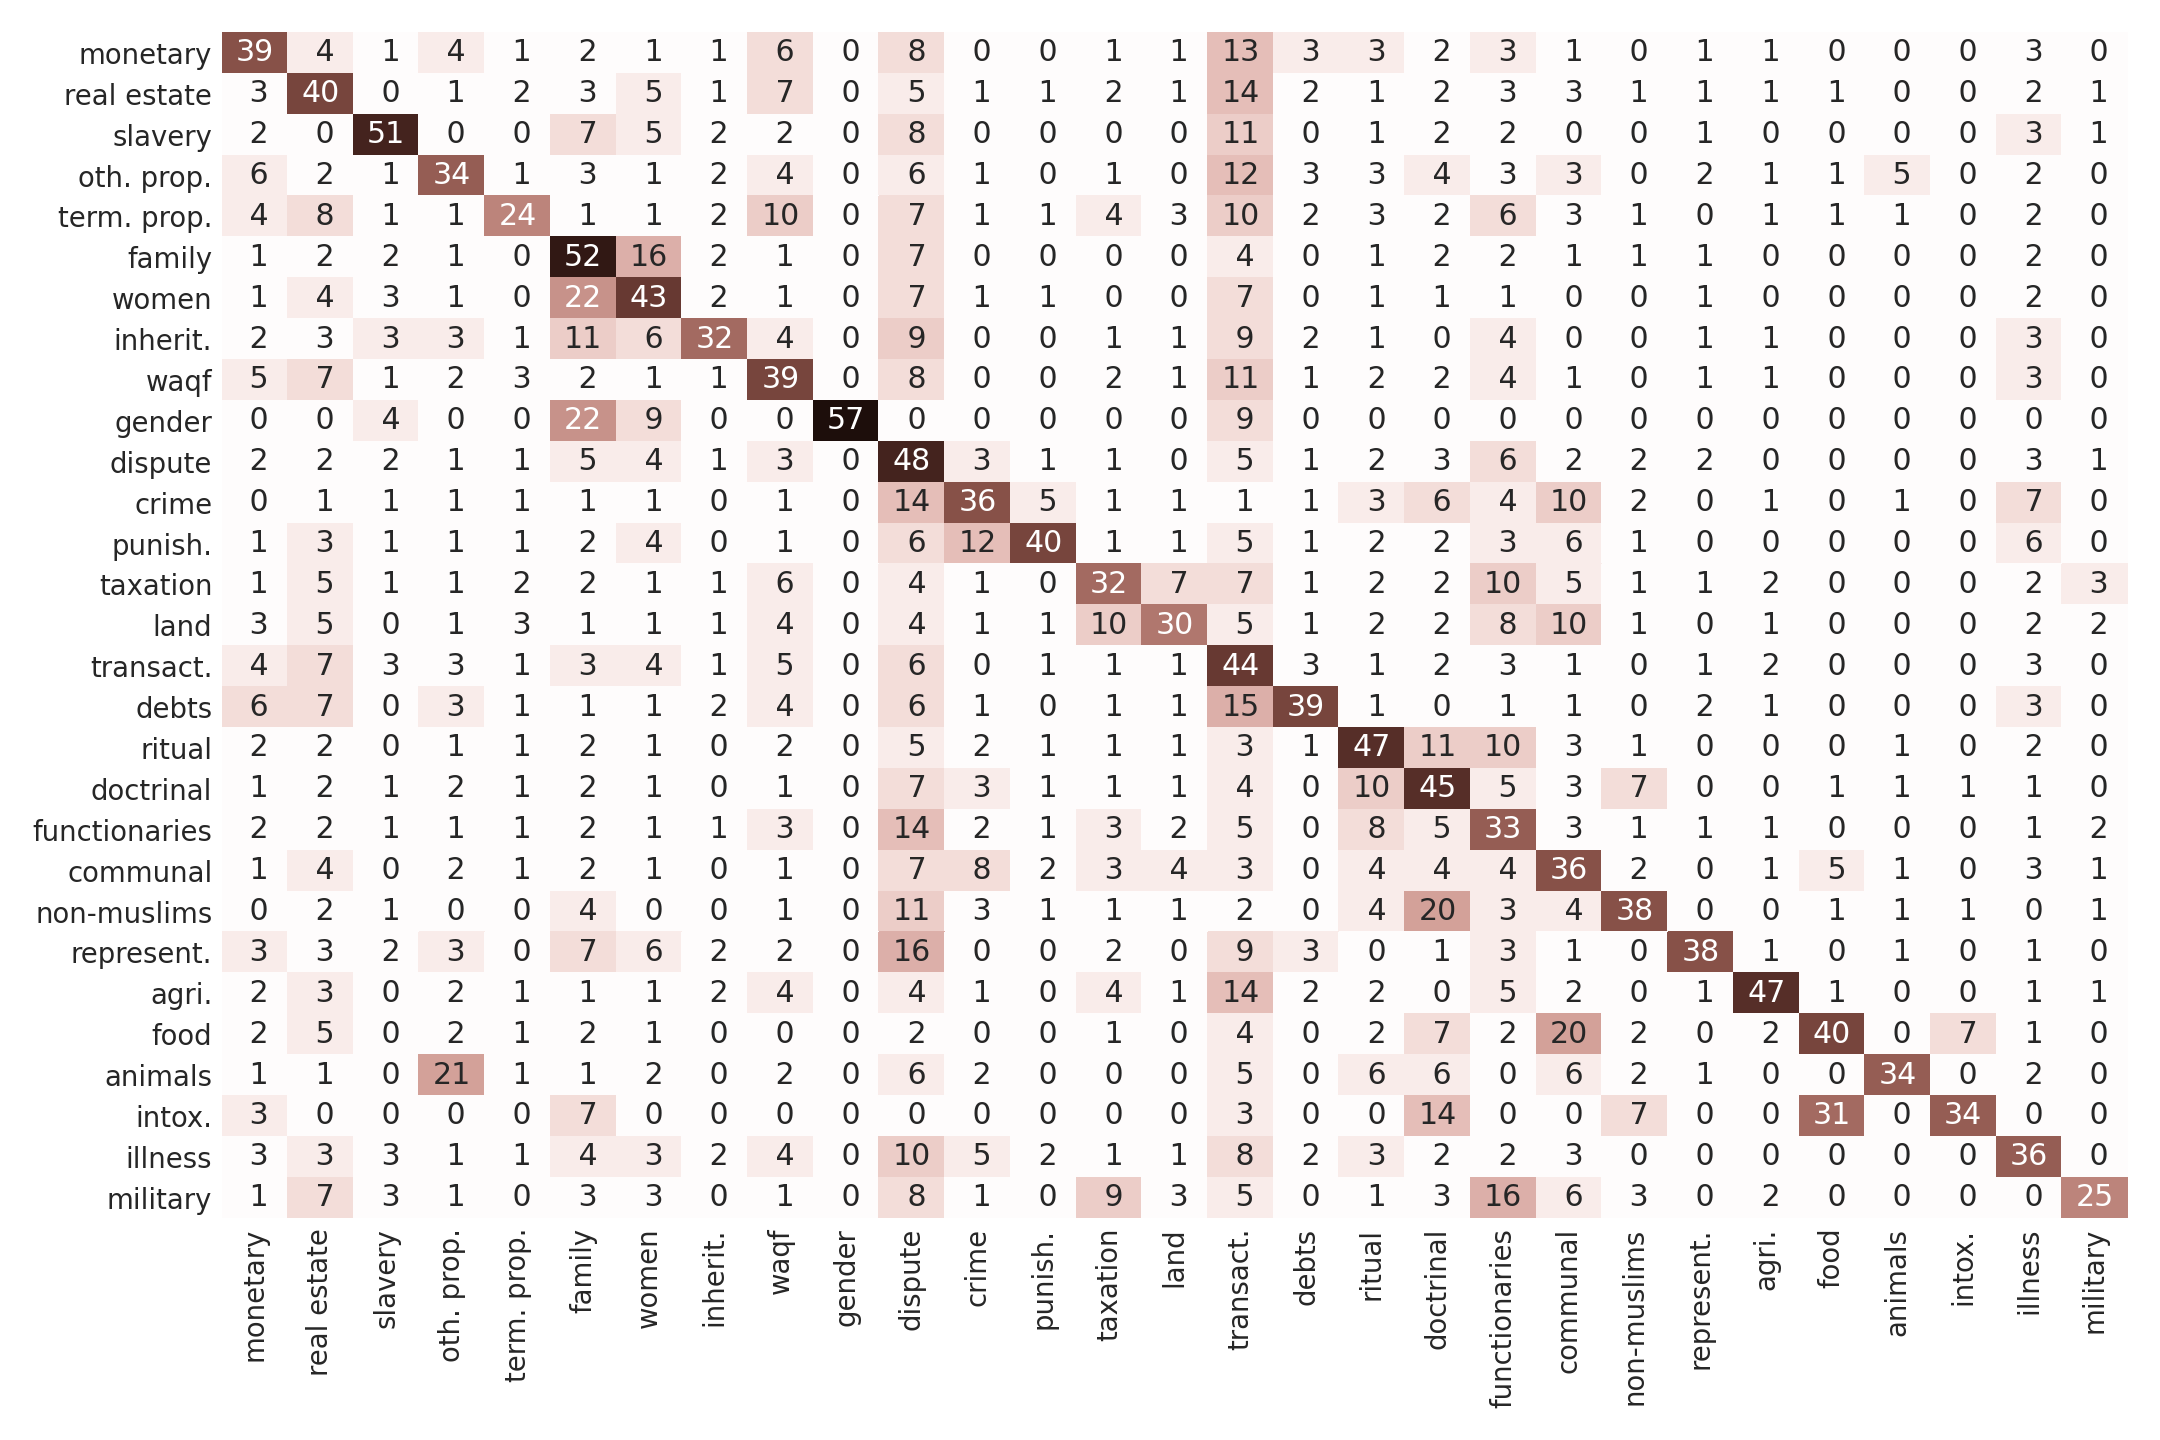 monetary 39 4 1 4 1 2 1 1 6 0 8 0 0 1 1 13 3 3 2 3 1 0 1 1 0 0 0 3 0
real estate 3 40 0 1 2 3 5 1 7 0 5 1 1 2 1 14 2 1 2 3 3 1 1 1 1 0 0 2 1
slavery 2 0 51 0 0 7 5 2 2 0 8 0 0 0 0 11 0 1 2 2 0 0 1 0 0 0 0 3 1
oth. prop. 6 2 1 34 1 3 1 2 4 0 6 1 0 1 0 12 3 3 4 3 3 0 2 1 1 5 0 2 0
term. prop. 4 8 1 1 24 1 1 2 10 0 7 1 1 4 3 10 2 3 2 6 3 1 0 1 1 1 0 2 0
family 1 2 2 1 0 52 16 2 1 0 7 0 0 0 0 4 0 1 2 2 1 1 1 0 0 0 0 2 0
women 1 4 3 1 0 22 43 2 1 0 7 1 1 0 0 7 0 1 1 1 0 0 1 0 0 0 0 2 0
inherit. 2 3 3 3 1 11 6 32 4 0 9 0 0 1 1 9 2 1 0 4 0 0 1 1 0 0 0 3 0
waqf 5 7 1 2 3 2 1 1 39 0 8 0 0 2 1 11 1 2 2 4 1 0 1 1 0 0 0 3 0
gender 0 0 4 0 0 22 9 0 0 57 0 0 0 0 0 9 0 0 0 0 0 0 0 0 0 0 0 0 0
dispute 2 2 2 1 1 5 4 1 3 0 48 3 1 1 0 5 1 2 3 6 2 2 2 0 0 0 0 3 1
crime 0 1 1 1 1 1 1 0 1 0 14 36 5 1 1 1 1 3 6 4 10 2 0 1 0 1 0 7 0
punish. 1 3 1 1 1 2 4 0 1 0 6 12 40 1 1 5 1 2 2 3 6 1 0 0 0 0 0 6 0
taxation 1 5 1 1 2 2 1 1 6 0 4 1 0 32 7 7 1 2 2 10 5 1 1 2 0 0 0 2 3
land 3 5 0 1 3 1 1 1 4 0 4 1 1 10 30 5 1 2 2 8 10 1 0 1 0 0 0 2 2
transact. 4 7 3 3 1 3 4 1 5 0 6 0 1 1 1 44 3 1 2 3 1 0 1 2 0 0 0 3 0
debts 6 7 0 3 1 1 1 2 4 0 6 1 0 1 1 15 39 1 0 1 1 0 2 1 0 0 0 3 0
ritual 2 2 0 1 1 2 1 0 2 0 5 2 1 1 1 3 1 47 11 10 3 1 0 0 0 1 0 2 0
doctrinal 1 2 1 2 1 2 1 0 1 0 7 3 1 1 1 4 0 10 45 5 3 7 0 0 1 1 1 1 0
functionaries 2 2 1 1 1 2 1 1 3 0 14 2 1 3 2 5 0 8 5 33 3 1 1 1 0 0 0 1 2
communal 1 4 0 2 1 2 1 0 1 0 7 8 2 3 4 3 0 4 4 4 36 2 0 1 5 1 0 3 1
non-muslims 0 2 1 0 0 4 0 0 1 0 11 3 1 1 1 2 0 4 20 3 4 38 0 0 1 1 1 0 1
represent. 3 3 2 3 0 7 6 2 2 0 16 0 0 2 0 9 3 0 1 3 1 0 38 1 0 1 0 1 0
agri. 2 3 0 2 1 1 1 2 4 0 4 1 0 4 1 14 2 2 0 5 2 0 1 47 1 0 0 1 1
food 2 5 0 2 1 2 1 0 0 0 2 0 0 1 0 4 0 2 7 2 20 2 0 2 40 0 7 1 0
animals 1 1 0 21 1 1 2 0 2 0 6 2 0 0 0 5 0 6 6 0 6 2 1 0 0 34 0 2 0
intox. 3 0 0 0 0 7 0 0 0 0 0 0 0 0 0 3 0 0 14 0 0 7 0 0 31 0 34 0 0
illness 3 3 3 1 1 4 3 2 4 0 10 5 2 1 1 8 2 3 2 2 3 0 0 0 0 0 0 36 0
military 1 7 3 1 0 3 3 0 1 0 8 1 0 9 3 5 0 1 3 16 6 3 0 2 0 0 0 0 25
monetary
real estate
slavery
oth. prop.
term. prop.
family
women
inherit.
waqf
gender
dispute
crime
punish.
taxation
land
transact.
debts
ritual
doctrinal
functionaries
communal
non-muslims
represent.
agri.
food
animals
intox.
illness
military